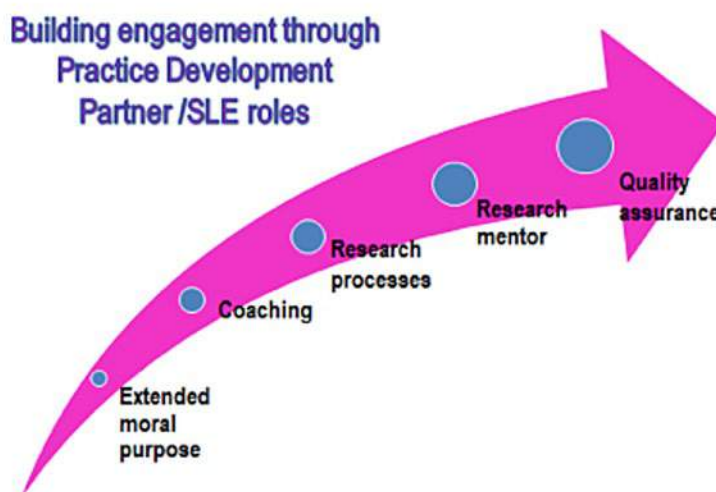 Building engagement through
Practice Development
Partner /SLE roles
Quality
assurance
Research
mentor
Research
processes
Coaching
Extended
moral
purpose